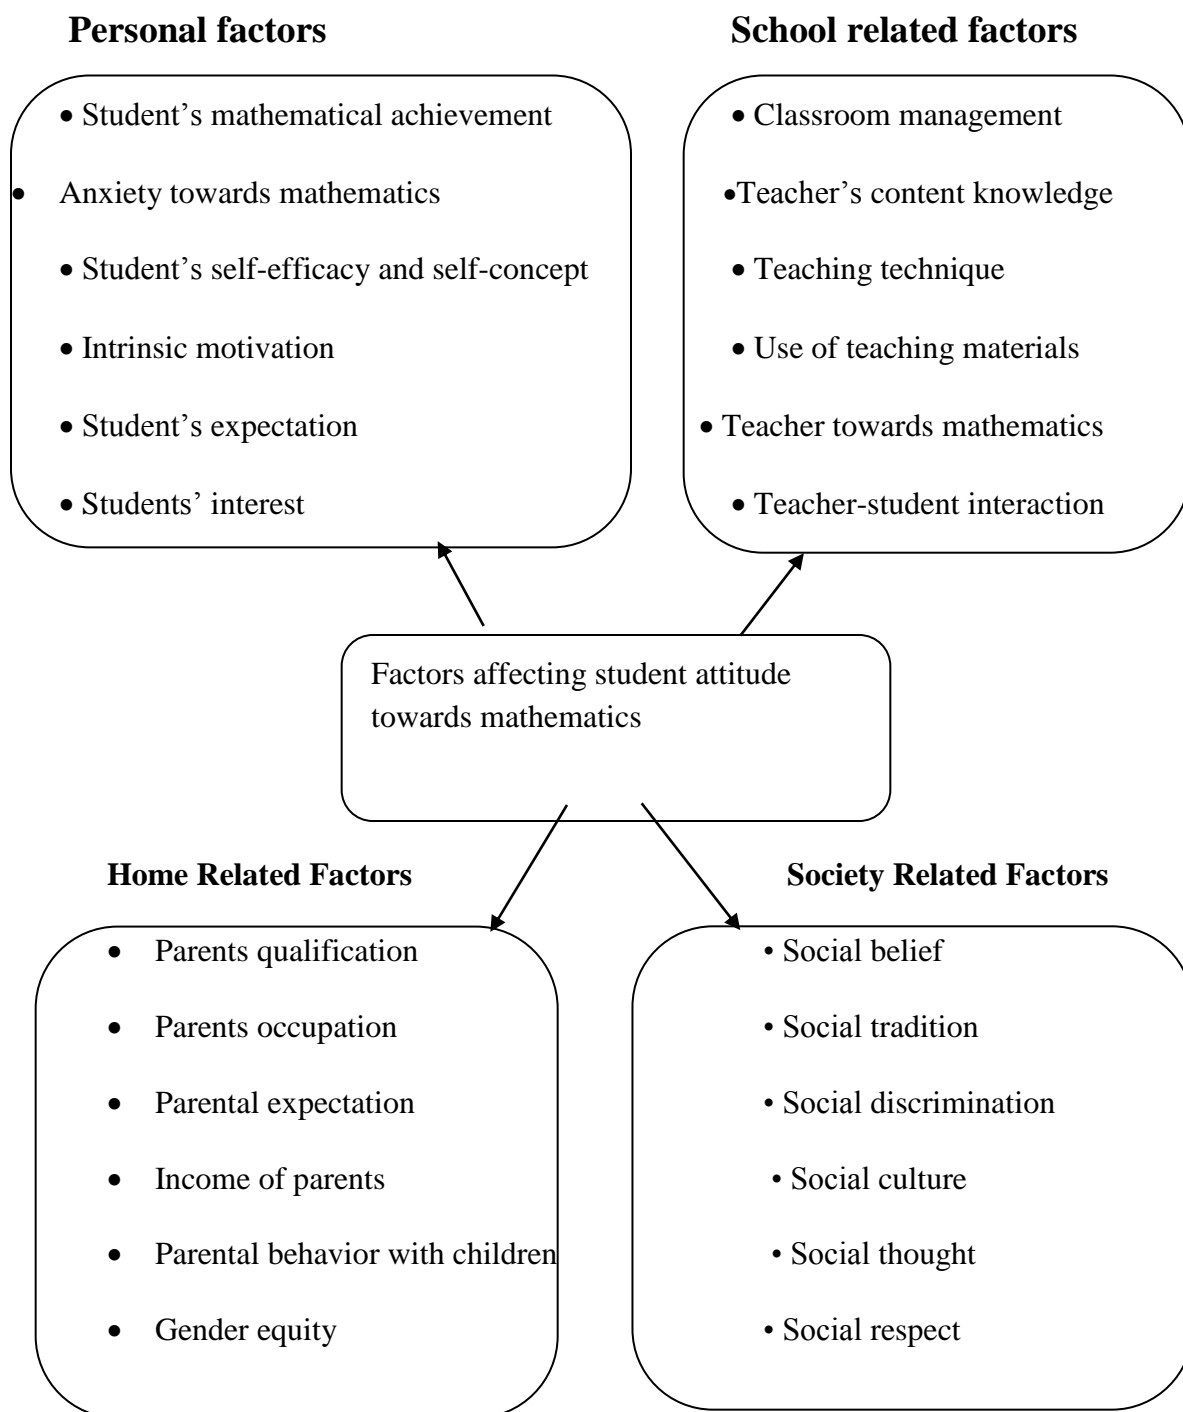 Personal factors
• Student’s mathematical achievement
• Anxiety towards mathematics
• Student’s self-efficacy and self-concept
• Intrinsic motivation
• Student’s expectation
• Students’ interest
School related factors
• Classroom management
•Teacher’s content knowledge
• Teaching technique
• Use of teaching materials
• Teacher towards mathematics
• Teacher-student interaction
Factors affecting student attitude
towards mathematics
Home Related Factors
• Parents qualification
• Parents occupation
• Parental expectation
• Income of parents
• Parental behavior with children
• Gender equity
Society Related Factors
• Social belief
• Social tradition
• Social discrimination
• Social culture
• Social thought
• Social respect